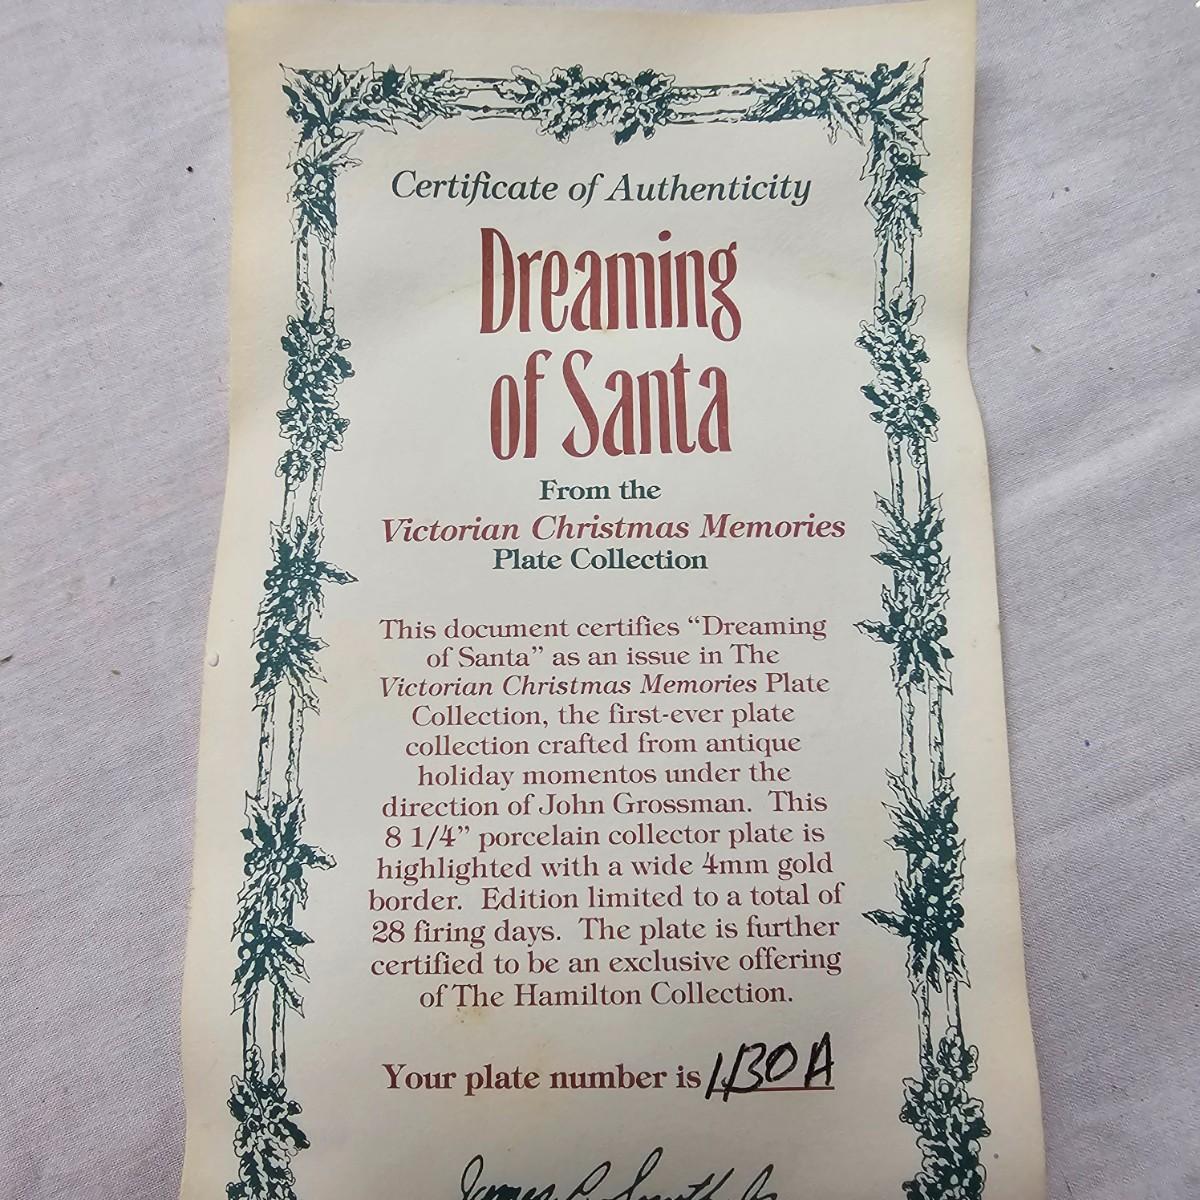 Certificate of Authenticity
Dreaming
of Santa
From the
Victorian Christmas Memories
Plate Collection
This document certifies “Dreaming
of Santa” as an issue in The
Victorian Christmas Memories Plate
Collection, the first-ever plate
collection crafted from antique
holiday momentos under the
direction of John Grossman. This
8 1/4” porcelain collector plate is
highlighted with a wide 4mm gold
border. Edition limited to a total of
28 firing days. The plate is further
certified to be an exclusive offering
of The Hamilton Collection.
Your plate number is
James